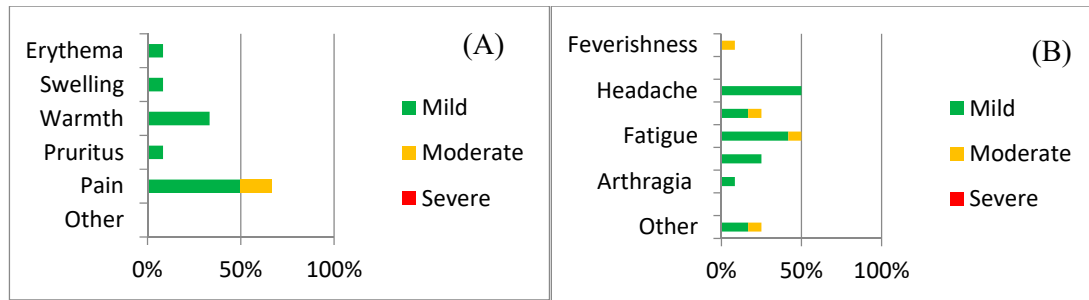 (A)
Erythema
Swelling
Warmth
Pruritus
Pain
Other
0% 50% 100%
Mild
Moderate
Severe
(B)
Feverishness
Headache
Fatigue
Arthragia
Other
0% 50% 100%
Mild
Moderate
Severe